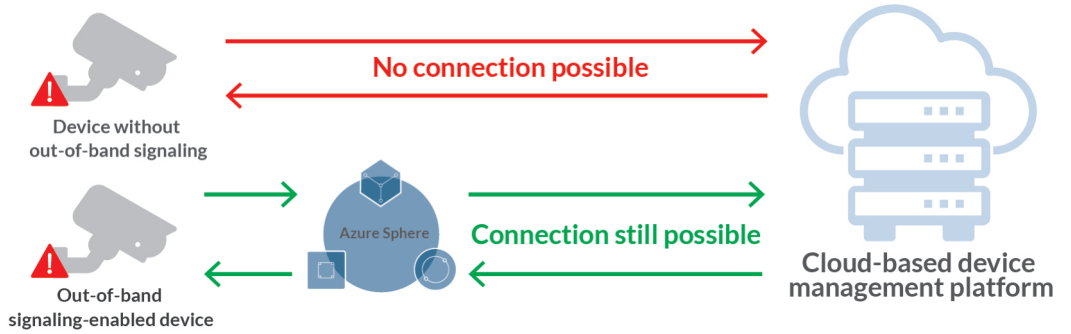 No connection possible
Device without
out-of-band signaling
Azure Sphere
Connection still possible
Out-of-band
signaling-enabled device
Cloud-based device
management platform